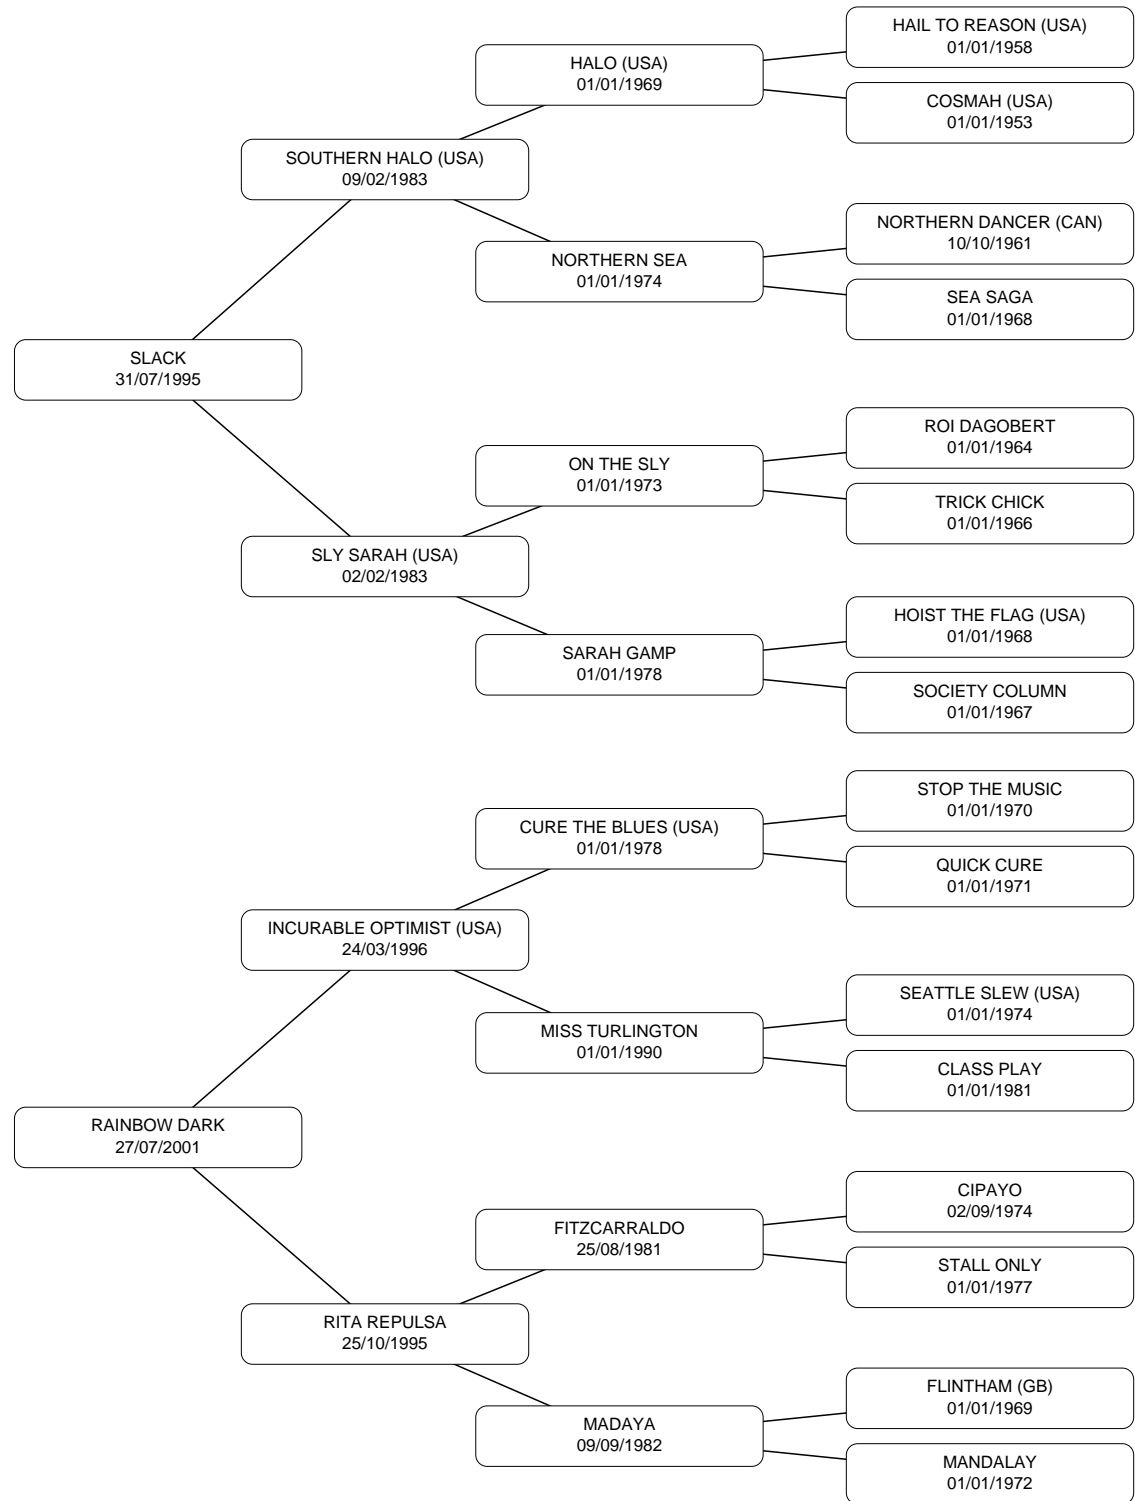 HAIL TO REASON (USA)
01/01/1958
HALO (USA)
01/01/1969
COSMAH (USA)
01/01/1953
SOUTHERN HALO (USA)
09/02/1983
NORTHERN DANCER (CAN)
10/10/1961
NORTHERN SEA
01/01/1974
SEA SAGA
01/01/1968
SLACK
31/07/1995
ROI DAGOBERT
01/01/1964
ON THE SLY
01/01/1973
TRICK CHICK
01/01/1966
SLY SARAH (USA)
02/02/1983
HOIST THE FLAG (USA)
01/01/1968
SARAH GAMP
01/01/1978
SOCIETY COLUMN
01/01/1967
STOP THE MUSIC
01/01/1970
CURE THE BLUES (USA)
01/01/1978
QUICK CURE
01/01/1971
INCURABLE OPTIMIST (USA)
24/03/1996
SEATTLE SLEW (USA)
01/01/1974
MISS TURLINGTON
01/01/1990
CLASS PLAY
01/01/1981
RAINBOW DARK
27/07/2001
CIPAYO
02/09/1974
FITZCARRALDO
25/08/1981
STALL ONLY
01/01/1977
RITA REPULSA
25/10/1995
FLINTHAM (GB)
01/01/1969
MADAYA
09/09/1982
MANDALAY
01/01/1972